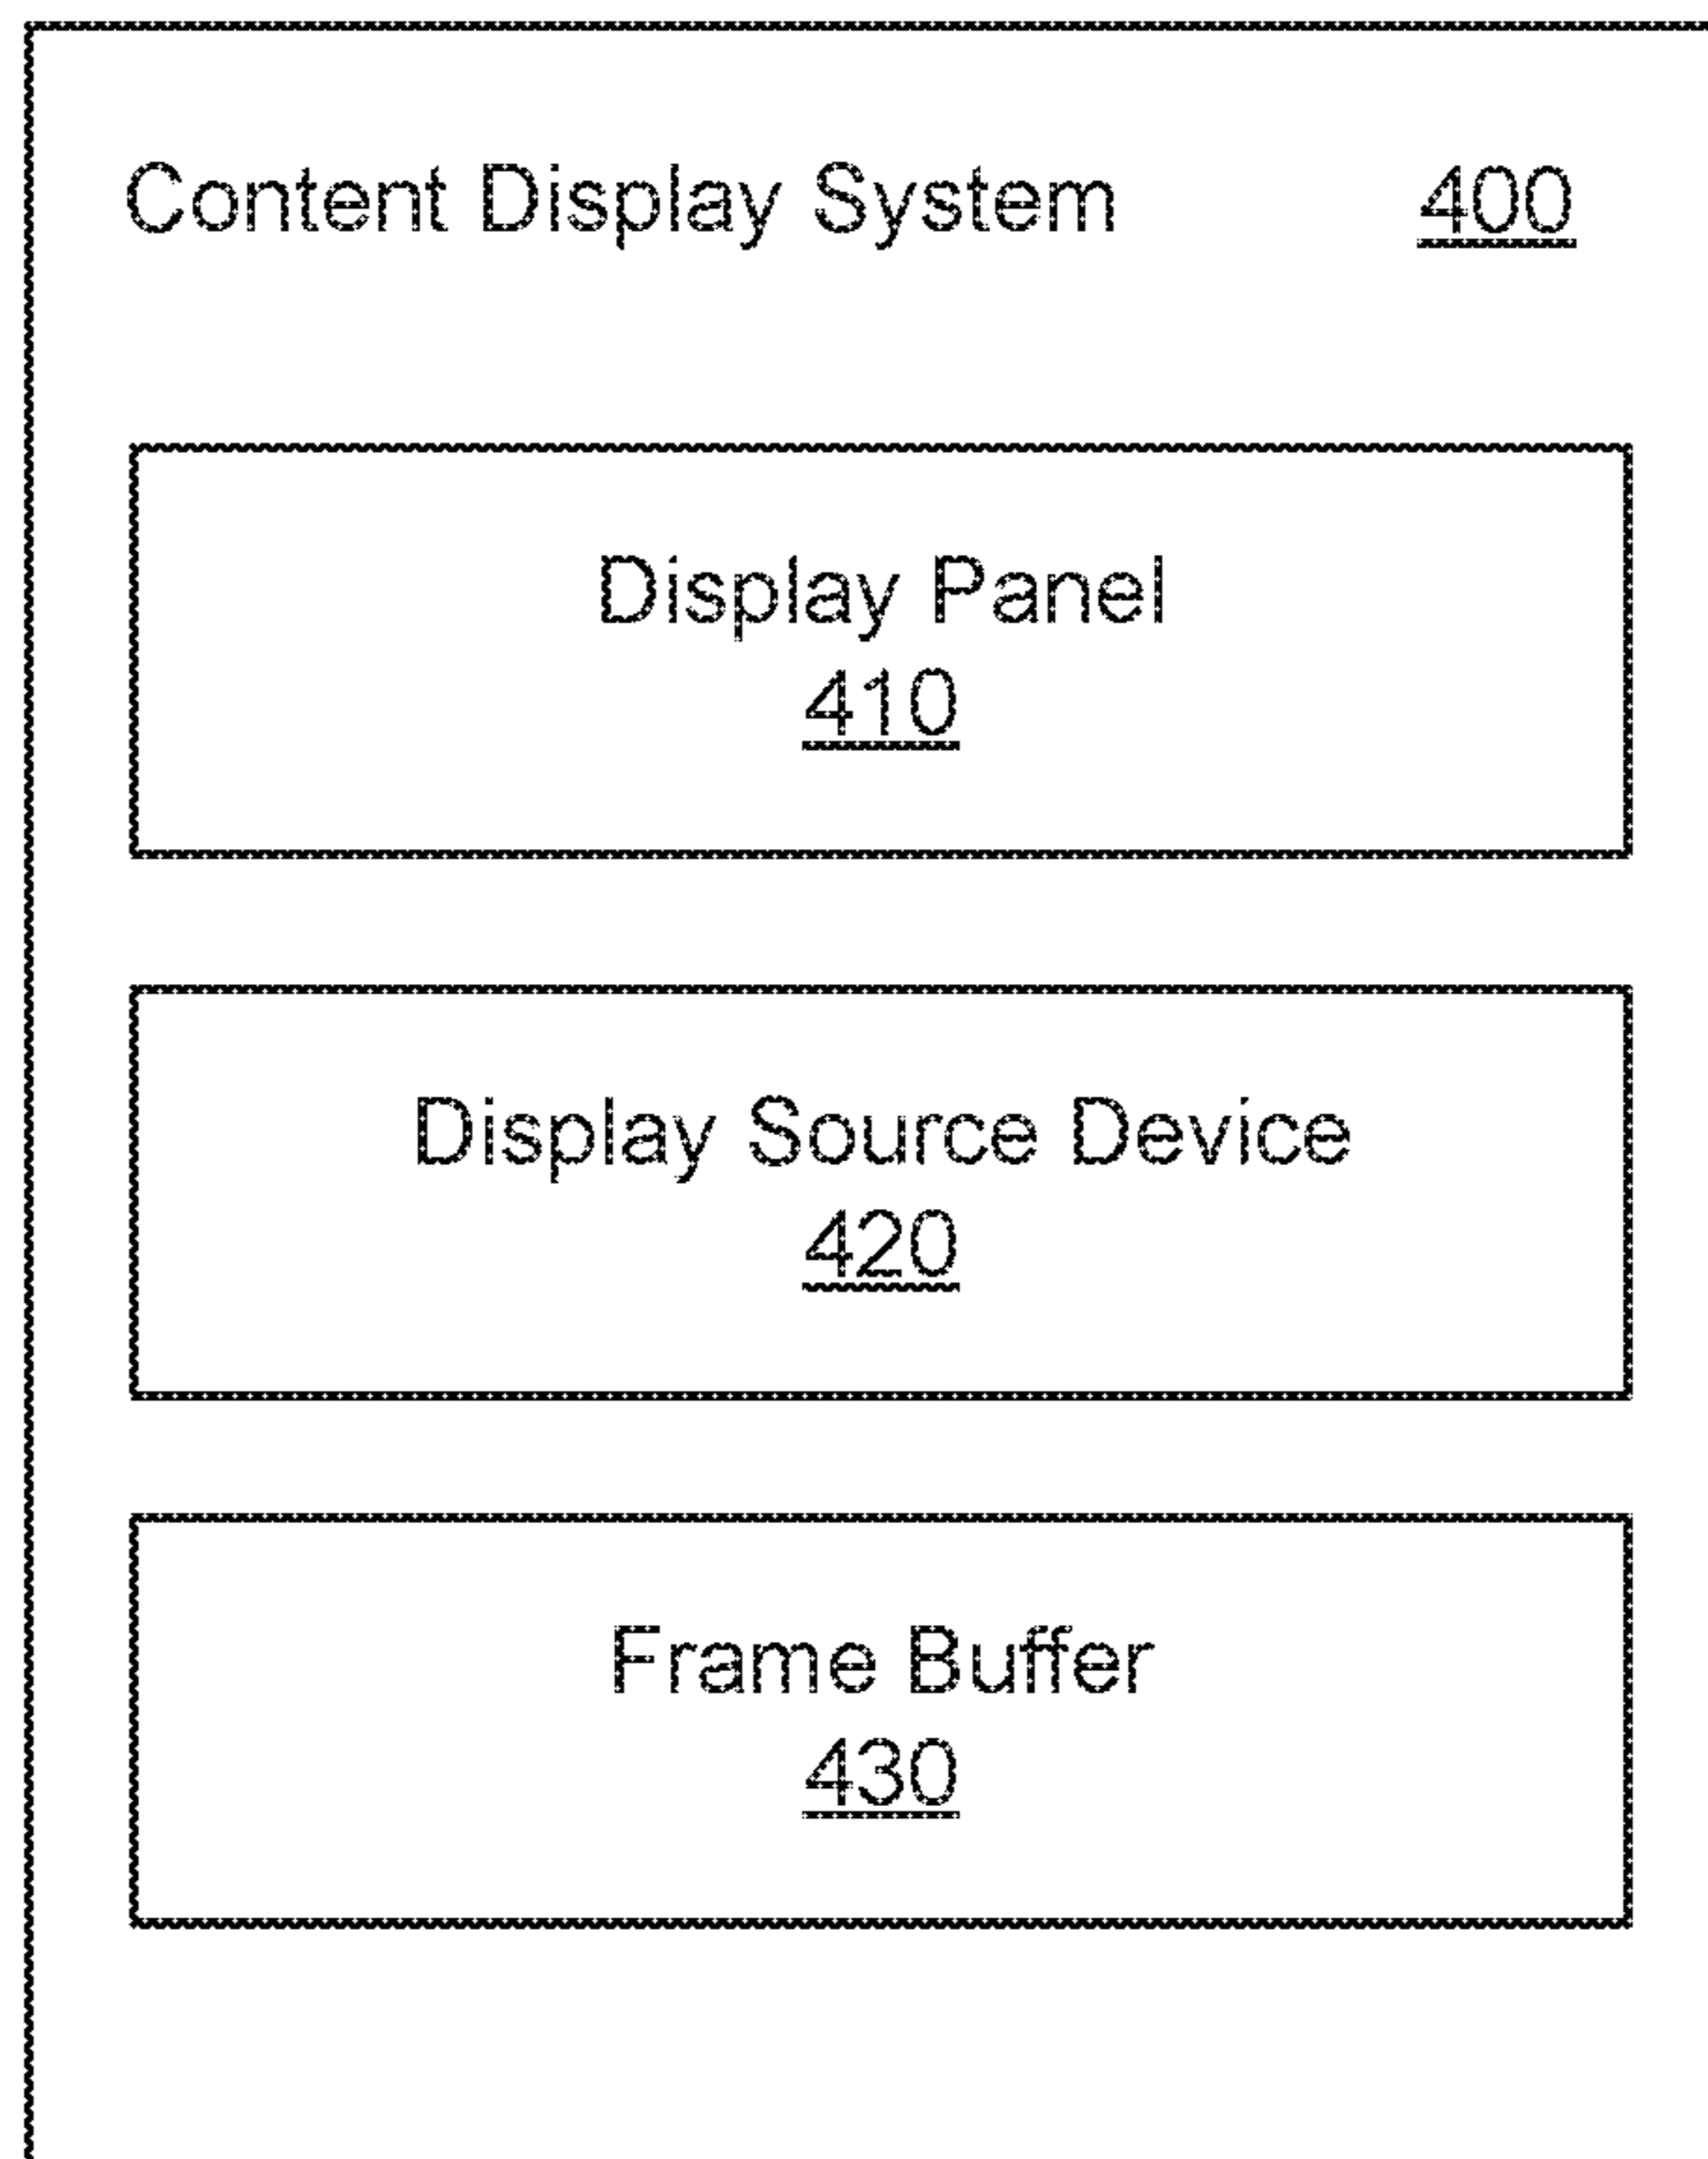 Content Display System 400
Display Panel
410
Display Source Device
420
Frame Buffer
430